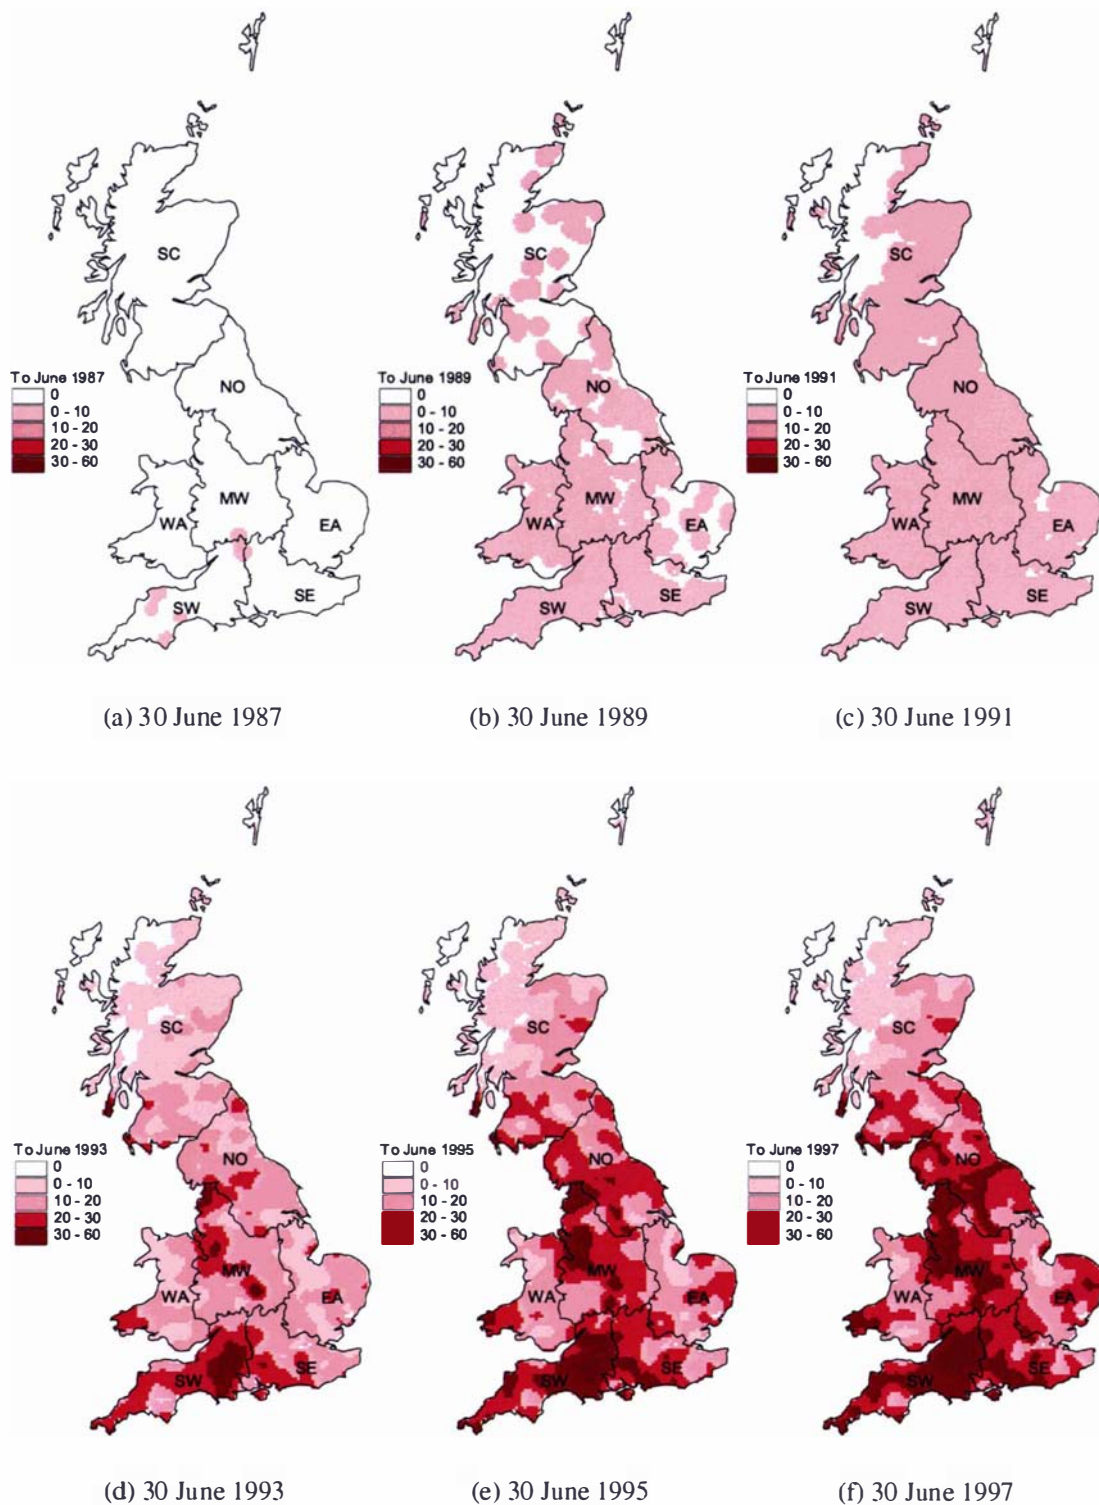 SC
NO
MW
WA
EA
SW
SE
To June 1987
0
0 - 10
10 - 20
20 - 30
30 - 60
(a) 30 June 1987
SC
NO
MW
WA
EA
SW
SE
To June 1989
0
0 - 10
10 - 20
20 - 30
30 - 60
(b) 30 June 1989
SC
NO
MW
WA
EA
SW
SE
To June 1991
0
0 - 10
10 - 20
20 - 30
30 - 60
(c) 30 June 1991
SC
NO
MW
WA
EA
SW
SE
To June 1993
0
0 - 10
10 - 20
20 - 30
30 - 60
(d) 30 June 1993
SC
NO
MW
WA
EA
SW
SE
To June 1995
0
0 - 10
10 - 20
20 - 30
30 - 60
(e) 30 June 1995
SC
NO
MW
WA
EA
SW
SE
To June 1997
0
0 - 10
10 - 20
20 - 30
30 - 60
(f) 30 June 1997